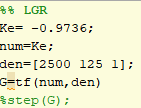 %% LGR
Ke= -0.9736;
num=Ke;
den=[2500 125 1];
G=tf(num,den)
%step(G);